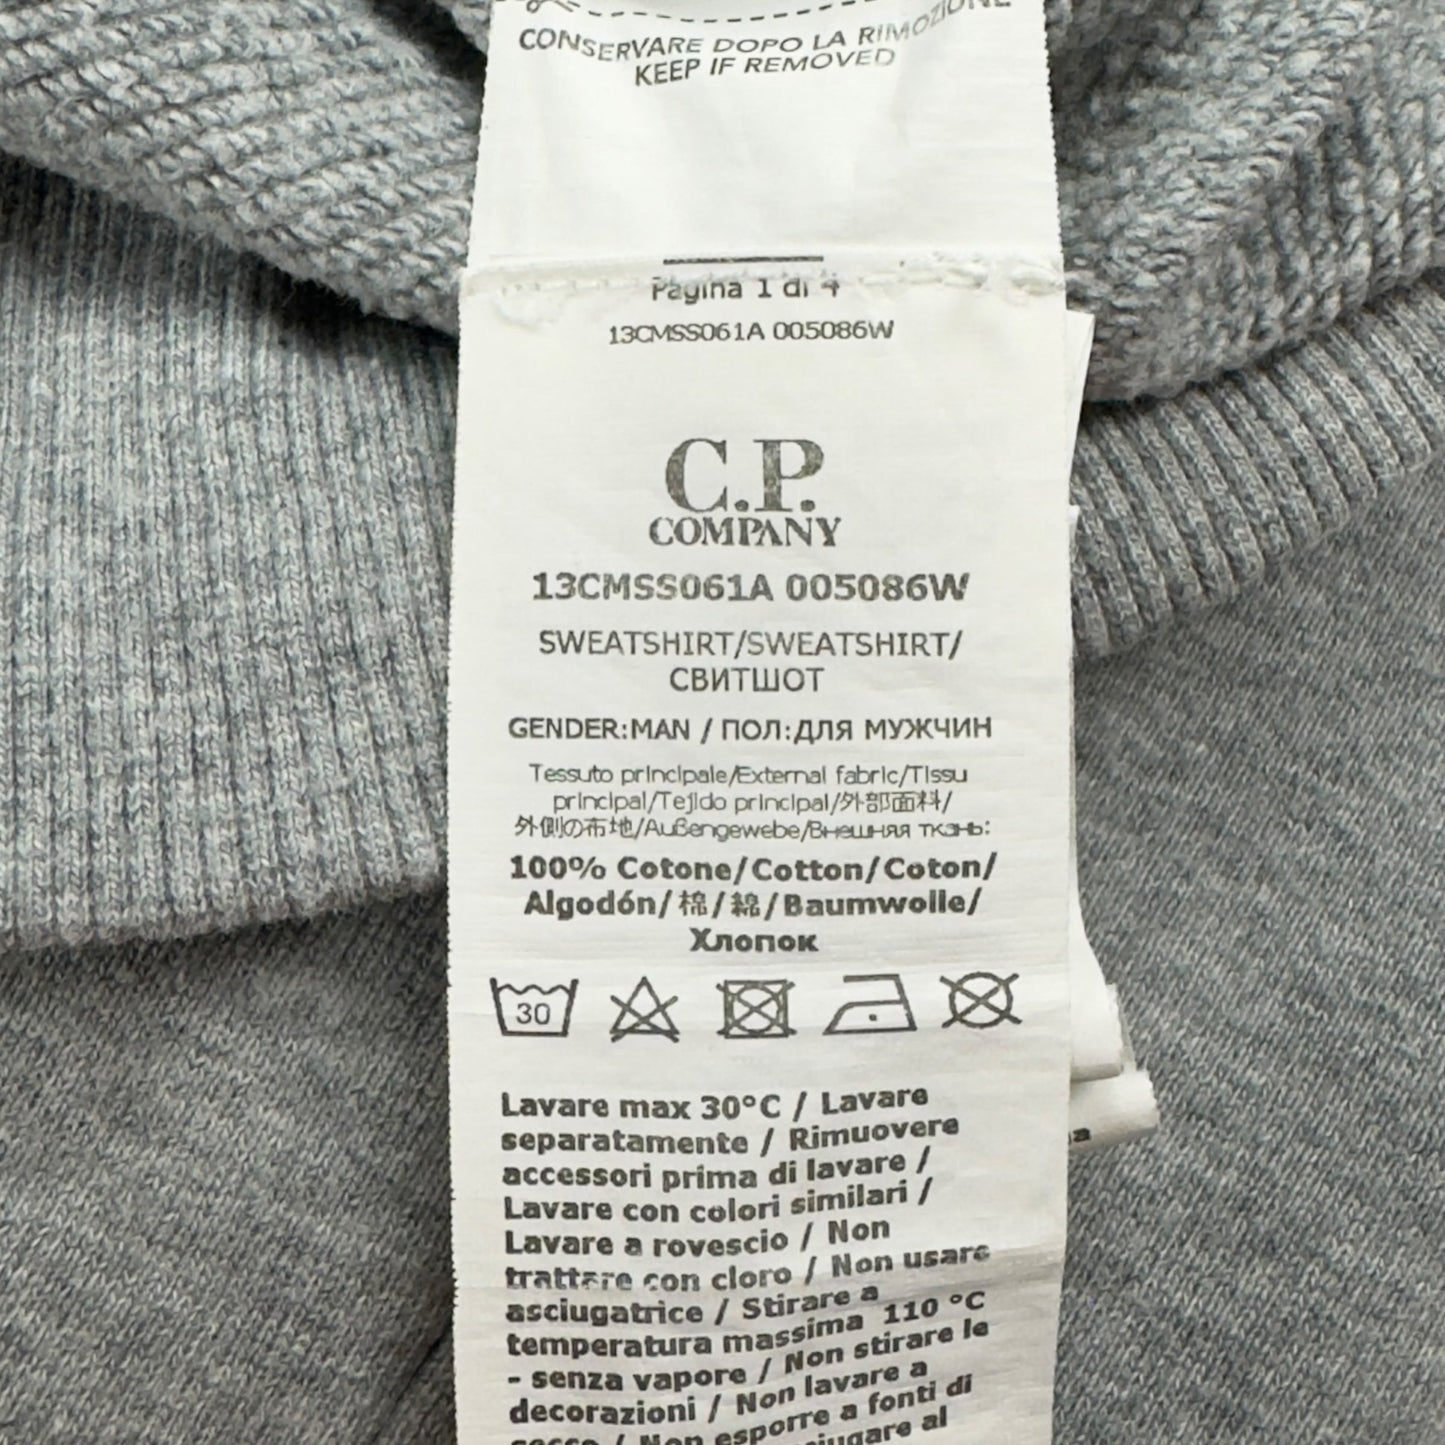 CONSERVARE DOPO LA RIMOZIONE
KEEP IF REMOVED
Pagina 1 di 4
13CMSS061A 005086W
C.P.
COMPANY
13CMSS061A 005086W
SWEATSHIRT/SWEATSHIRT/
СВИТШОТ
GENDER:MAN / ПОЛ:ДЛЯ МУЖЧИН
Tessuto principale/External fabric/Tissu
principal/Tejido principal/外部面料/
外側の布地/Außengewebe/Внешняя ткань:
100% Cotone/Cotton/Coton/
Algodón/棉/綿/Baumwolle/
Хлопок
30
Lavare max 30°C / Lavare
separatamente / Rimuovere
accessori prima di lavare /
Lavare con colori similari /
Lavare a rovescio / Non
trattare con cloro / Non usare
asciugatrice / Stirare a
temperatura massima 110 °C
- senza vapore / Non stirare le
decorazioni / Non lavare a
secco / Non esporre a fonti di